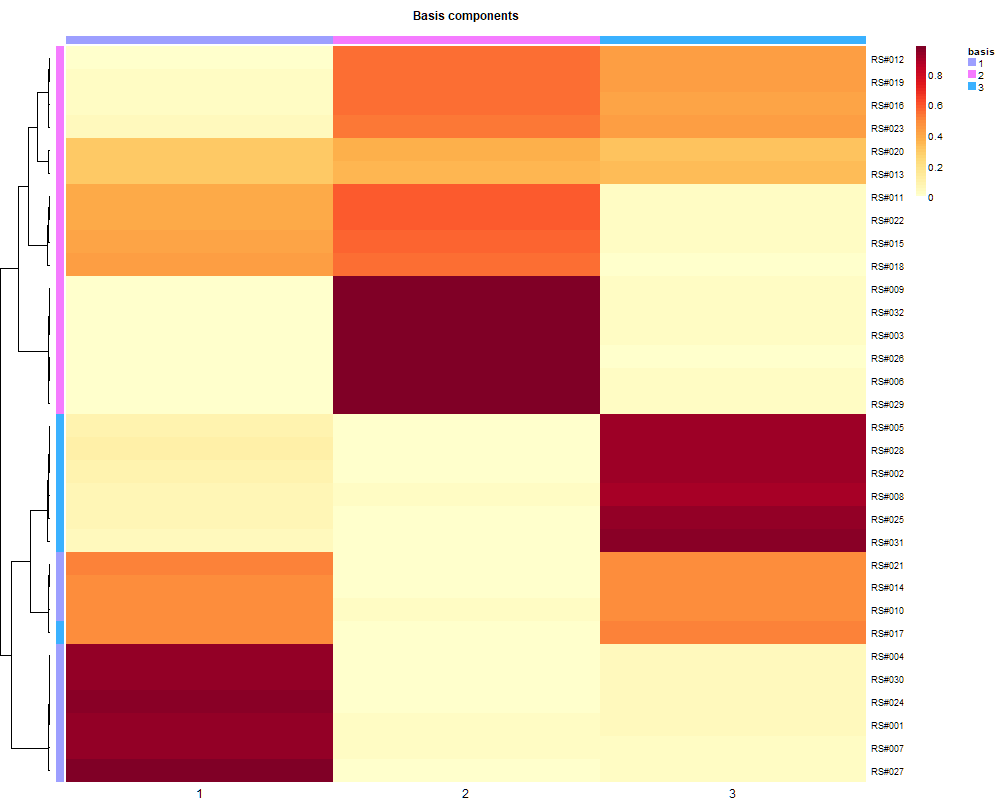 Basis components
basis
1
2
3
0.8
0.6
0.4
0.2
0
RS#012
RS#019
RS#016
RS#023
RS#020
RS#013
RS#011
RS#022
RS#015
RS#018
RS#009
RS#032
RS#003
RS#026
RS#006
RS#029
RS#005
RS#028
RS#002
RS#008
RS#025
RS#031
RS#021
RS#014
RS#010
RS#017
RS#004
RS#030
RS#024
RS#001
RS#007
RS#027
1 2 3